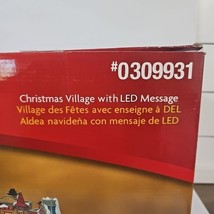 #0309931
Christmas Village with LED Message
Village des Fêtes avec enseigne à DEL
Aldea navideña con mensaje de LED